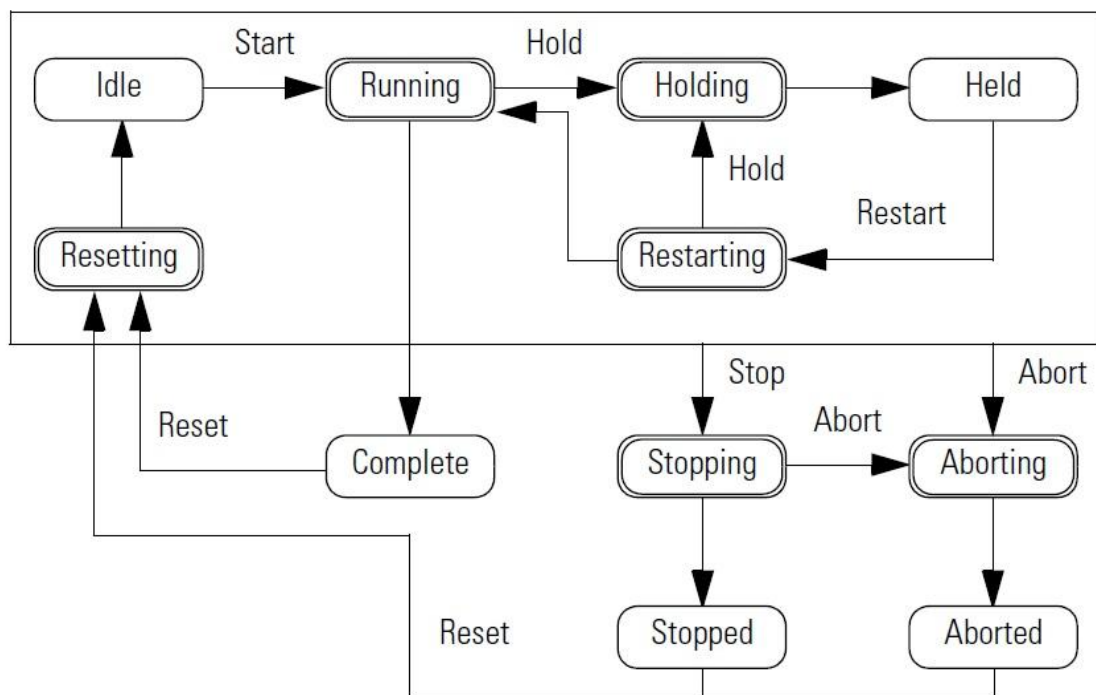 Start
Hold
Idle
Running
Holding
Held
Hold
Restart
Resetting
Restarting
Stop
Abort
Reset
Abort
Complete
Stopping
Aborting
Reset
Stopped
Aborted